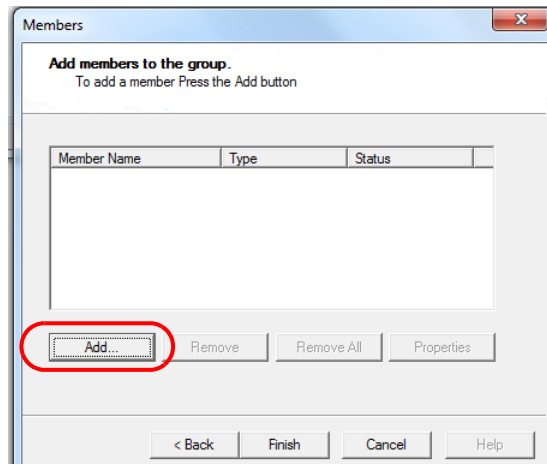 Members
Add members to the group.
To add a member Press the Add button
Member Name Type Status
Add... Remove Remove All Properties
< Back Finish Cancel Help